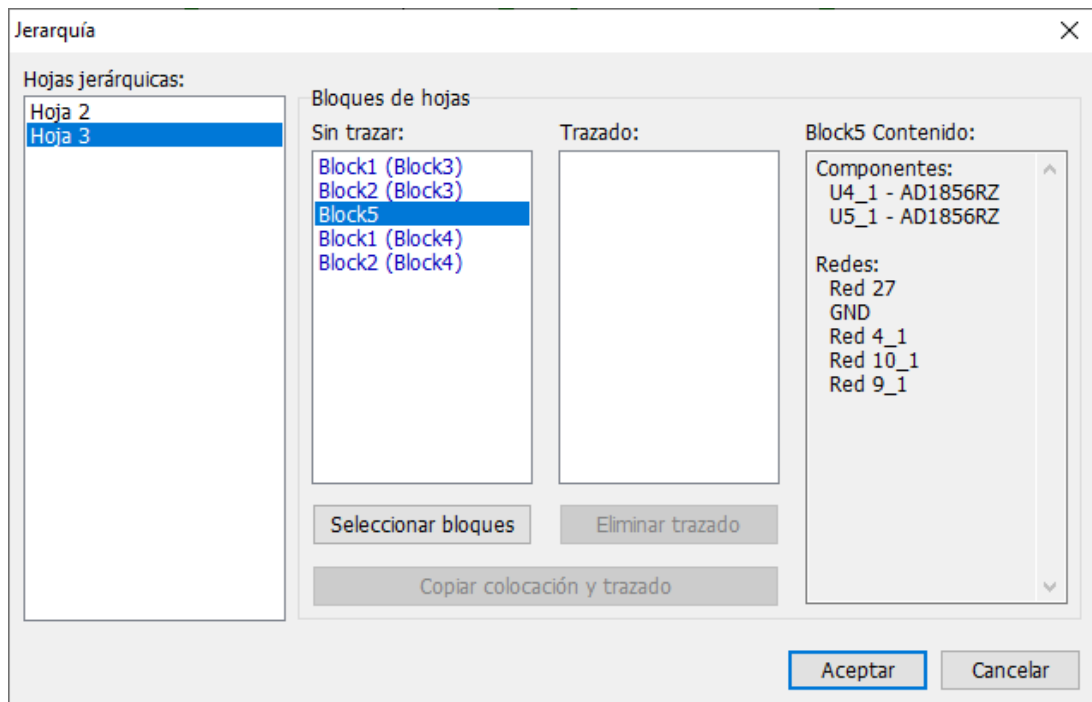 Jerarquía
Hojas jerárquicas:
Hoja 2
Hoja 3
Bloques de hojas
Sin trazar:
Block1 (Block3)
Block2 (Block3)
Block5
Block1 (Block4)
Block2 (Block4)
Seleccionar bloques
Trazado:
Eliminar trazado
Copiar colocación y trazado
Block5 Contenido:
Componentes:
U4_1 - AD1856RZ
U5_1 - AD1856RZ
Redes:
Red 27
GND
Red 4_1
Red 10_1
Red 9_1
Aceptar
Cancelar